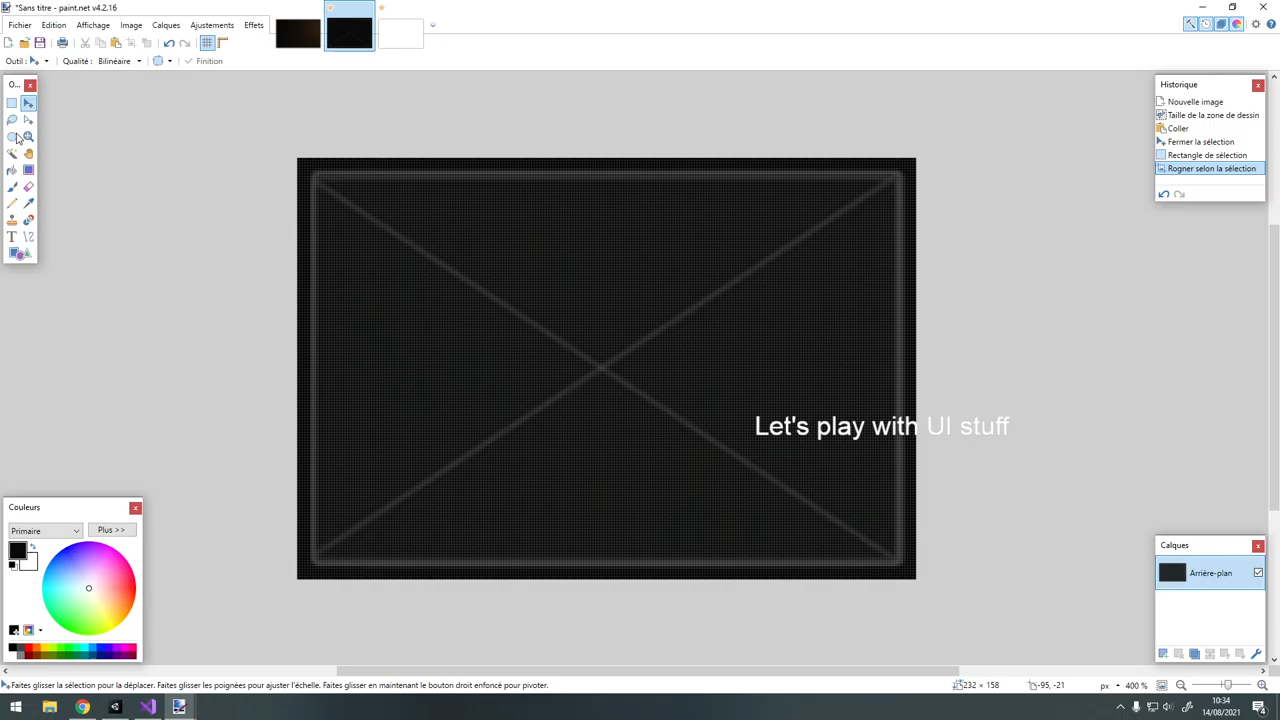 *Sans titre - paint.net v4.2.16
Fichier Edition Affichage Image Calques Ajustements Effets
Outil : Qualité : Bilinéaire Finition
O...
Historique
Nouvelle image
Taille de la zone de dessin
Coller
Fermer la sélection
Rectangle de sélection
Rogner selon la sélection
T
Let's play with UI stuff
Couleurs
Primaire
Plus >>
Calques
Arrière-plan
Faites glisser la sélection pour la déplacer. Faites glisser les poignées pour ajuster l'échelle. Faites glisser en maintenant le bouton droit enfoncé pour pivoter.
232 × 158
-95, -21
px
400 %
10:34
14/08/2021
4